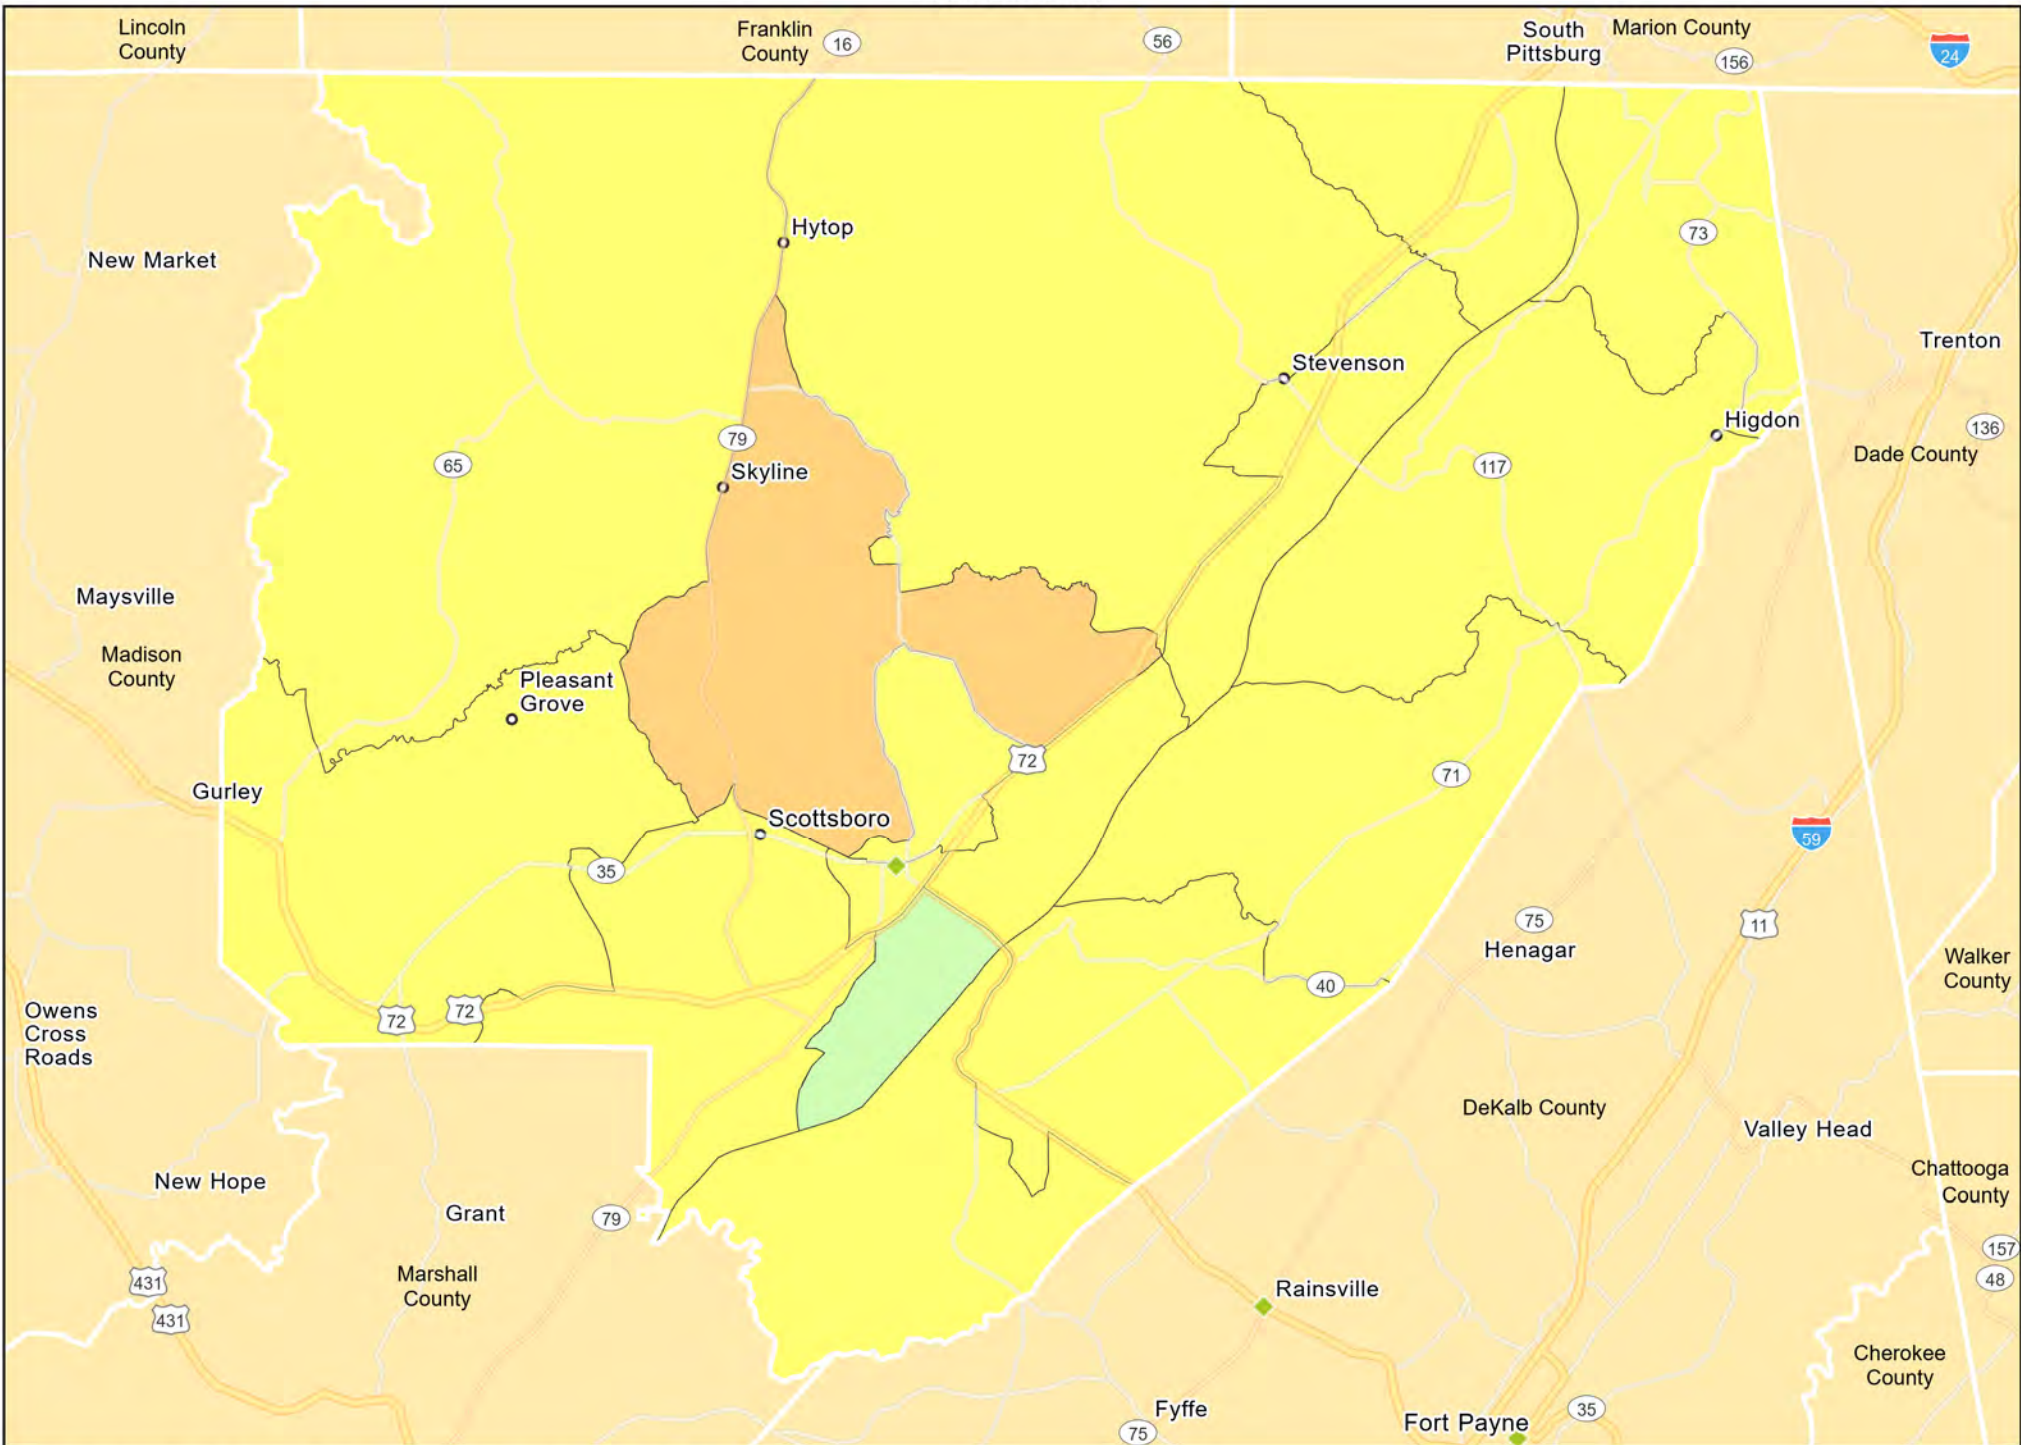 Lincoln
County
Franklin
County
16
56
South
Pittsburg
Marion County
156
24
Hytop
New Market
73
Trenton
Stevenson
Higdon
136
Dade County
79
Skyline
65
117
Maysville
Madison
County
Pleasant
Grove
72
71
Gurley
Scottsboro
59
35
75
Henagar
11
Walker
County
40
Owens
Cross
Roads
72
72
DeKalb County
Valley Head
Chattooga
County
New Hope
Grant
79
157
48
Marshall
County
431
431
Rainsville
Cherokee
County
Fyffe
75
Fort Payne
35